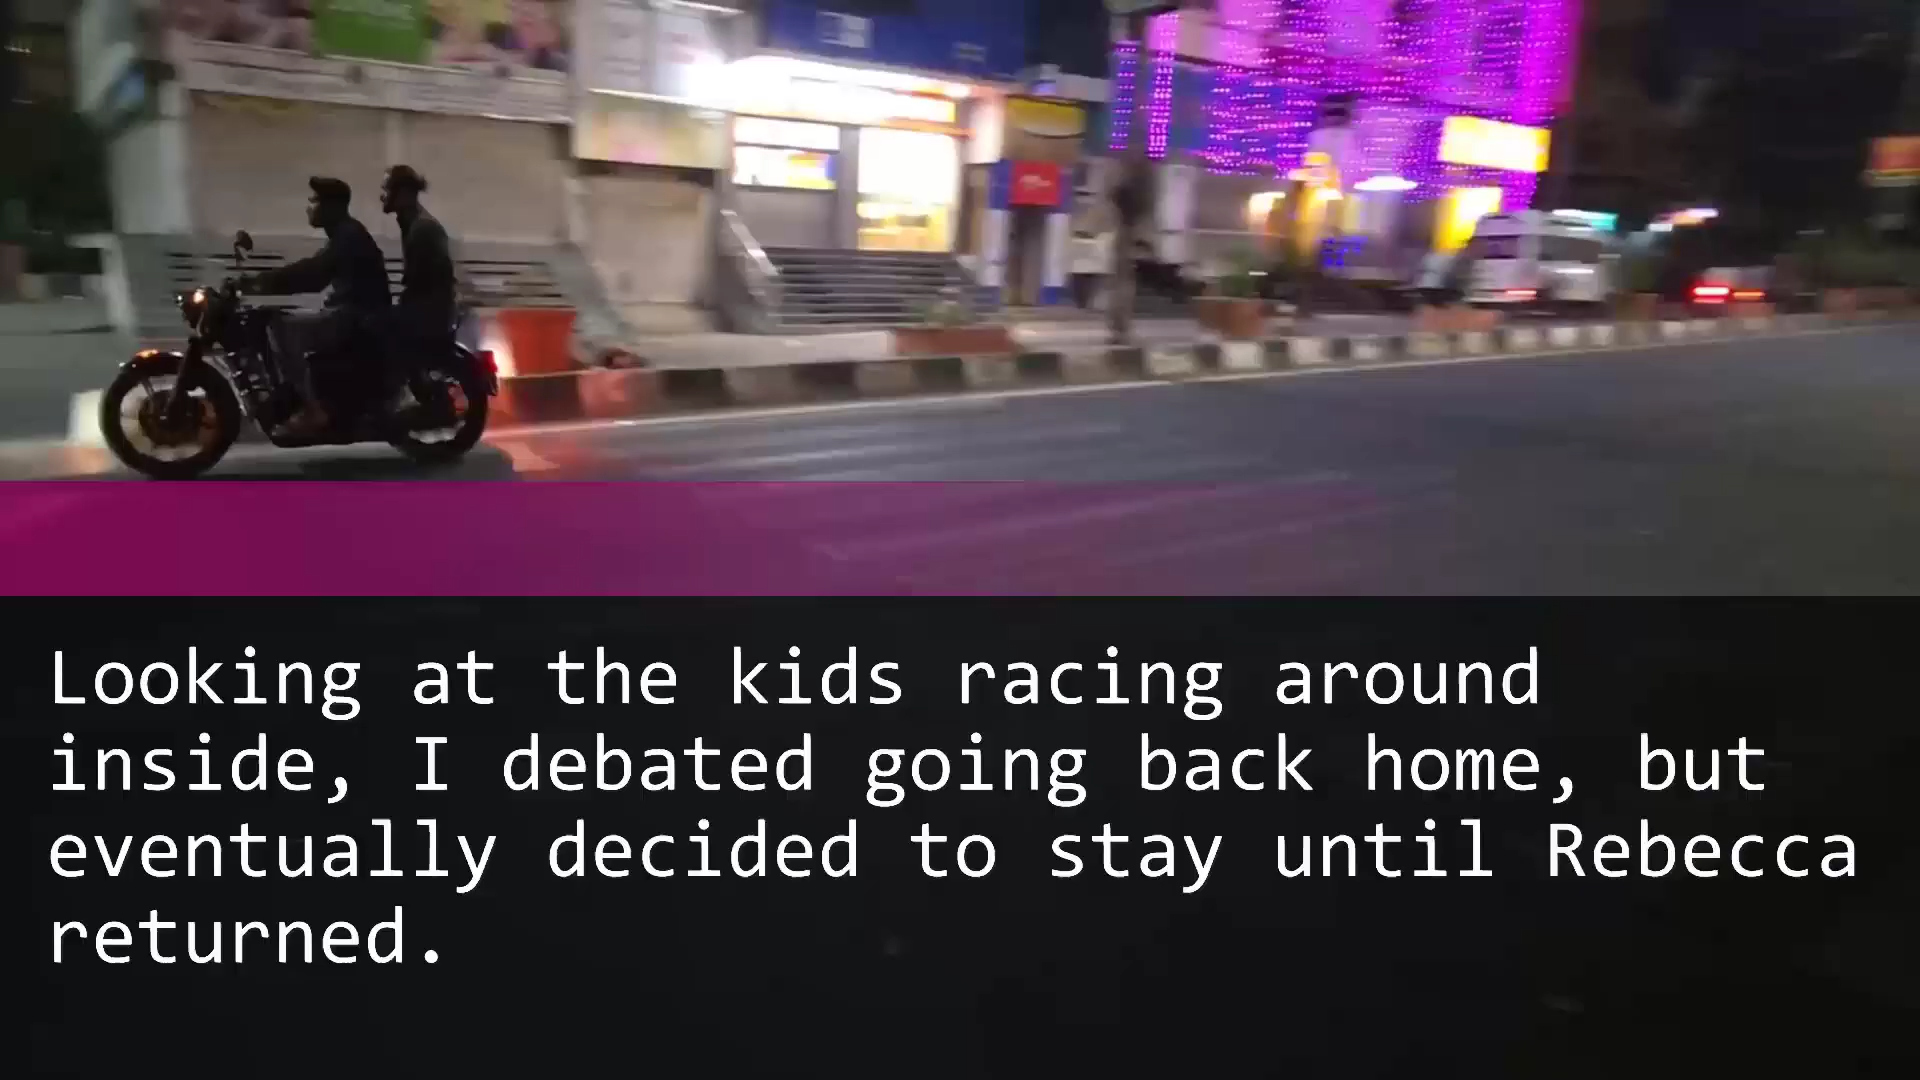 Looking at the kids racing around
inside, I debated going back home, but
eventually decided to stay until Rebecca
returned.